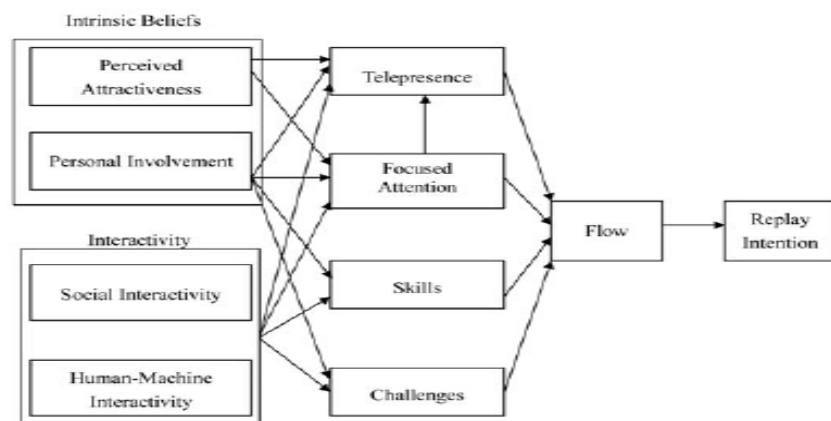 Intrinsic Beliefs
Perceived
Attractiveness
Personal Involvement
Interactivity
Social Interactivity
Human-Machine
Interactivity
Telepresence
Focused
Attention
Skills
Challenges
Flow
Replay
Intention